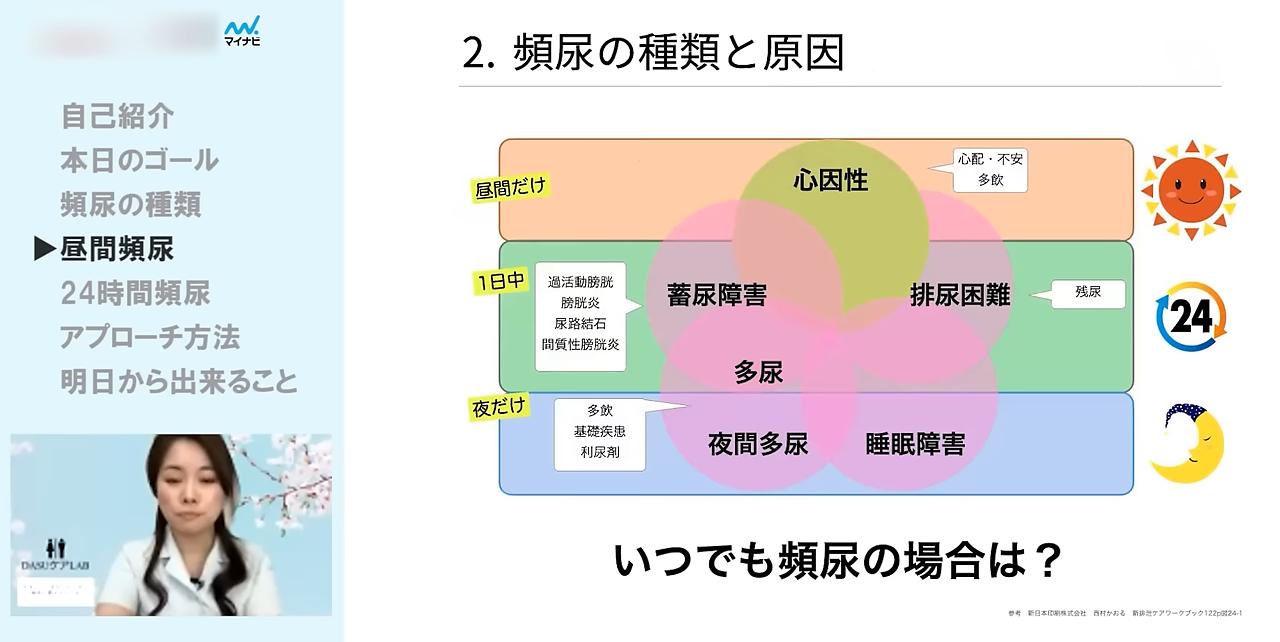 マイナビ
自己紹介
本日のゴール
頻尿の種類
▶昼間頻尿
24時間頻尿
アプローチ方法
明日から出来ること
DASUケアLAB
2. 頻尿の種類と原因
昼間だけ
心因性
心配・不安
多飲
1日中
過活動膀胱
膀胱炎
尿路結石
間質性膀胱炎
蓄尿障害
排尿困難
残尿
24
多尿
夜だけ
多飲
基礎疾患
利尿剤
夜間多尿
睡眠障害
いつでも頻尿の場合は？
参考　新日本印刷株式会社　西村かおる　新排泄ケアワークブック122p図24-1